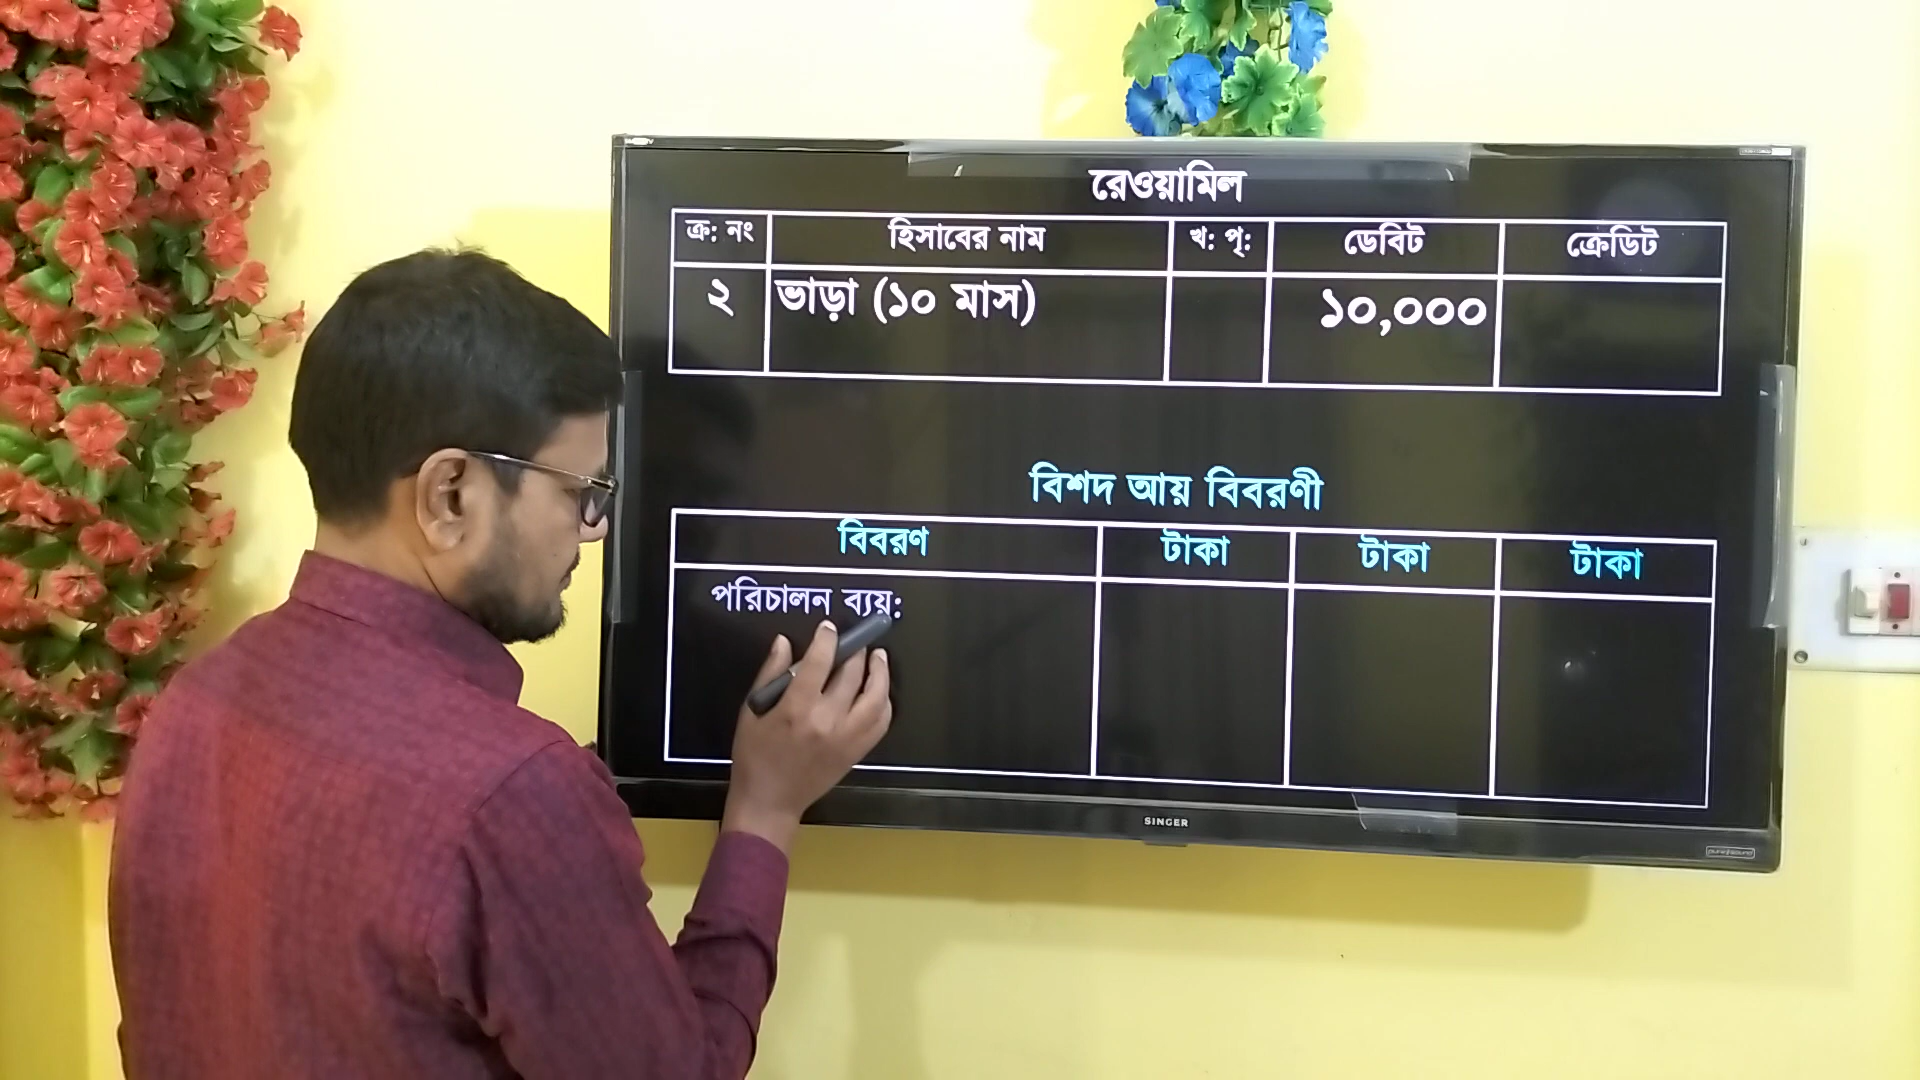 রেওয়ামিল
ক্র: নং হিসাবের নাম খ: পৃ: ডেবিট ক্রেডিট
২ ভাড়া (১০ মাস) ১০,০০০
বিশদ আয় বিবরণী
বিবরণ টাকা টাকা টাকা
পরিচালন ব্যয়:
SINGER